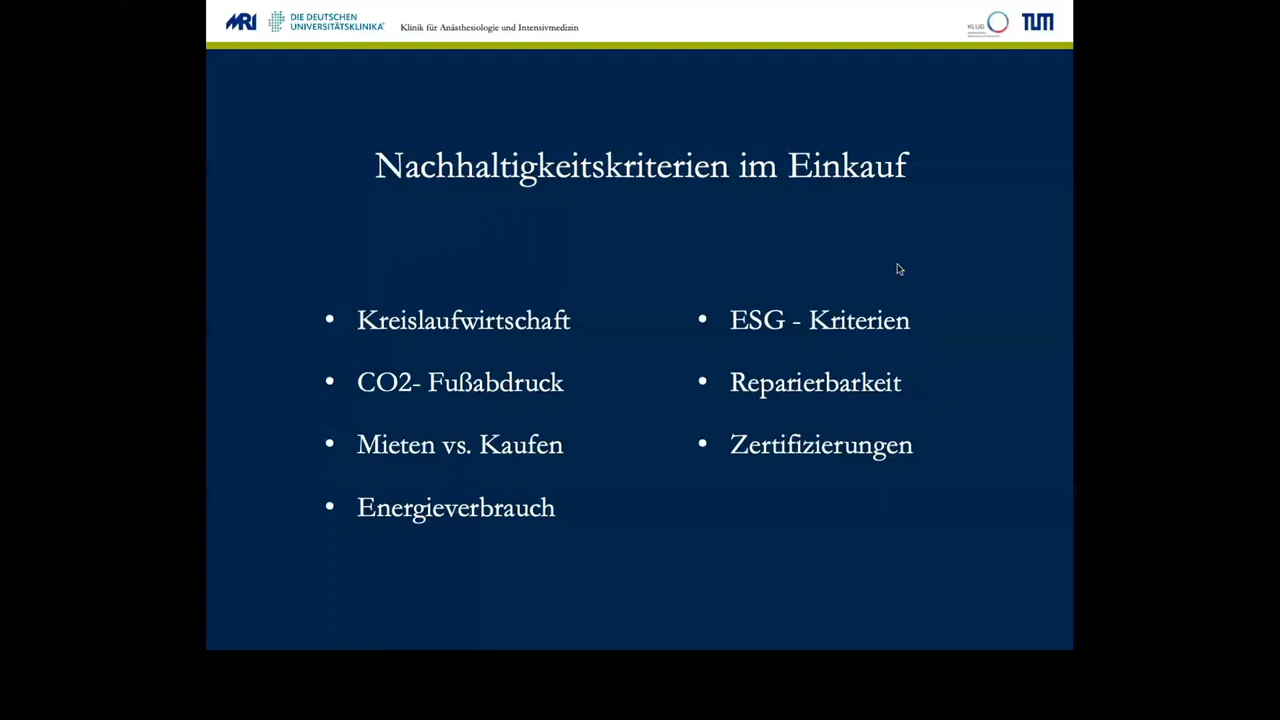 MRI
DIE DEUTSCHEN
UNIVERSITÄTSKLINIKA®
Klinik für Anästhesiologie und Intensivmedizin
KLUG
TUM
Nachhaltigkeitskriterien im Einkauf
• Kreislaufwirtschaft
• CO2- Fußabdruck
• Mieten vs. Kaufen
• Energieverbrauch
• ESG - Kriterien
• Reparierbarkeit
• Zertifizierungen